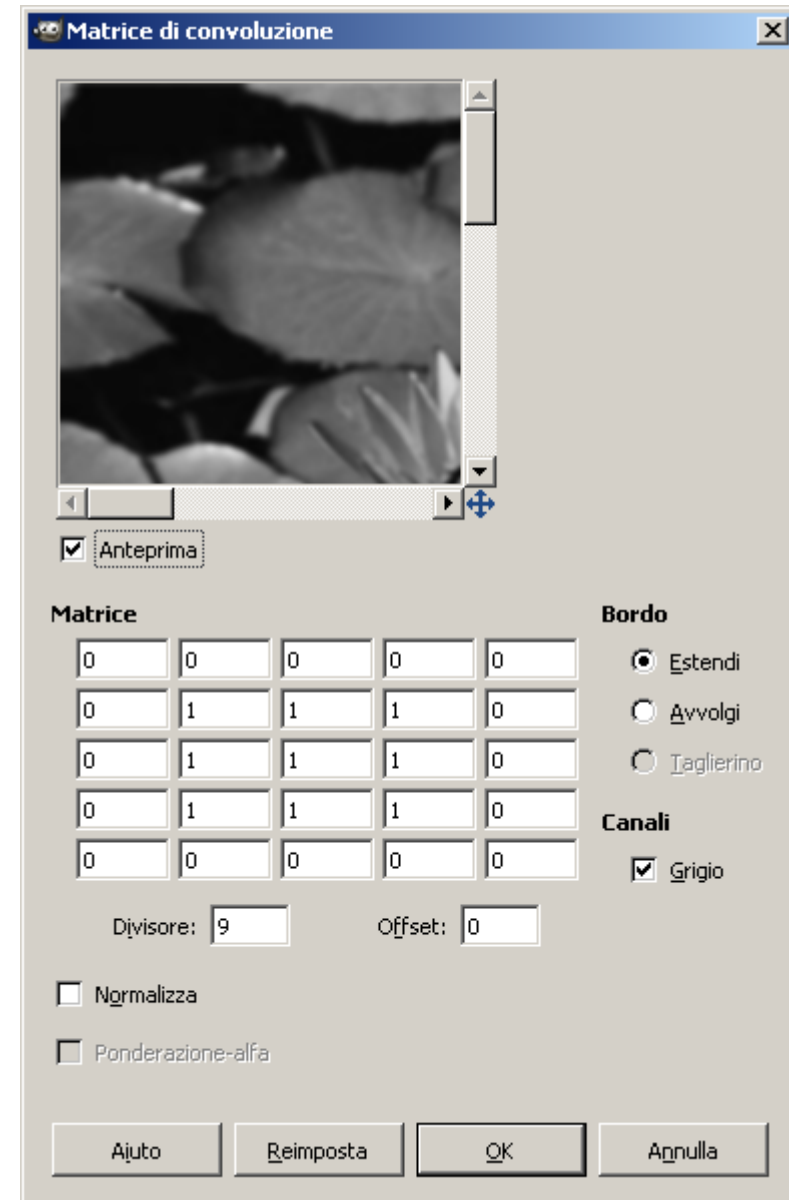 Matrice di convoluzione
Anteprima
Matrice
0 0 0 0 0
0 1 1 1 0
0 1 1 1 0
0 1 1 1 0
0 0 0 0 0
Divisore: 9 Offset: 0
Normalizza
Ponderazione-alfa
Bordo
Estendi
Avvolgi
Taglierino
Canali
Grigio
Aiuto Reimposta OK Annulla